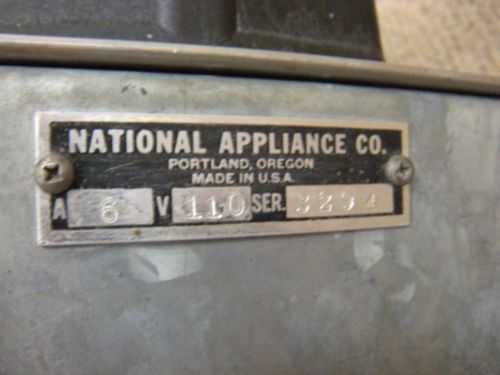 NATIONAL APPLIANCE CO.
PORTLAND, OREGON
MADE IN U.S.A.
A 6 V 110 SER. 3294